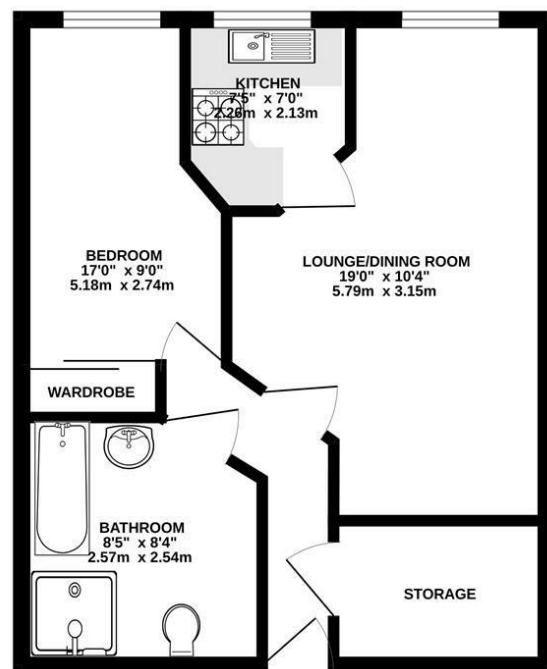 KITCHEN
7'5" x 7'0"
2.26m x 2.13m
BEDROOM
17'0" x 9'0"
5.18m x 2.74m
LOUNGE/DINING ROOM
19'0" x 10'4"
5.79m x 3.15m
WARDROBE
BATHROOM
8'5" x 8'4"
2.57m x 2.54m
STORAGE